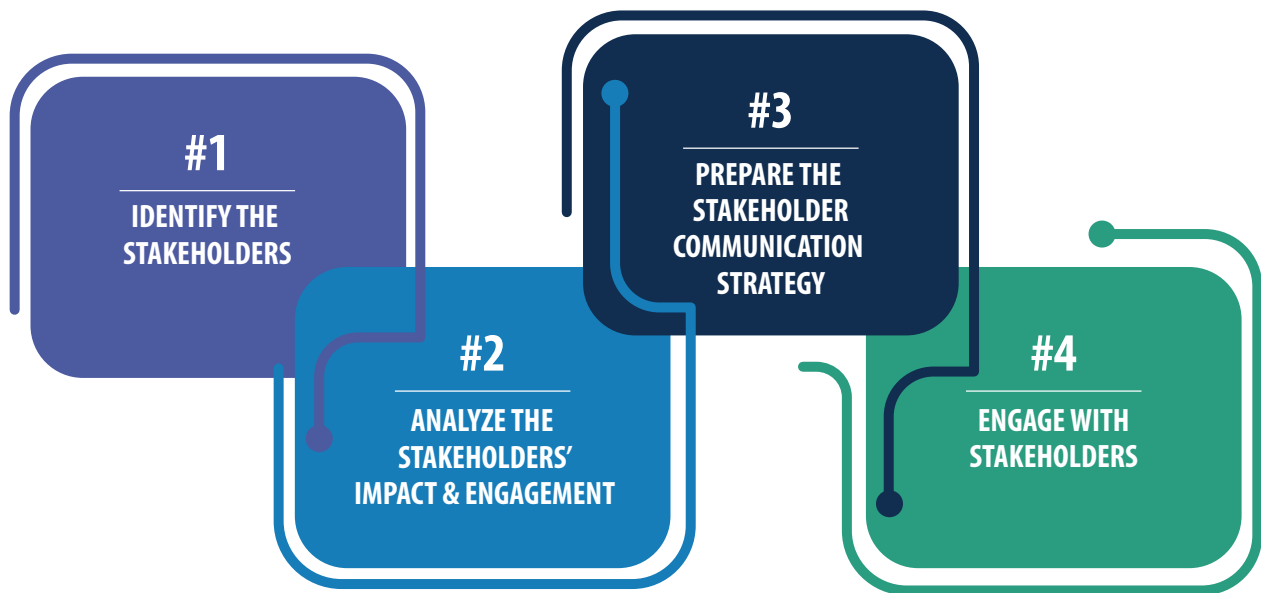 #1
IDENTIFY THE
STAKEHOLDERS
#2
ANALYZE THE
STAKEHOLDERS’
IMPACT & ENGAGEMENT
#3
PREPARE THE
STAKEHOLDER
COMMUNICATION
STRATEGY
#4
ENGAGE WITH
STAKEHOLDERS